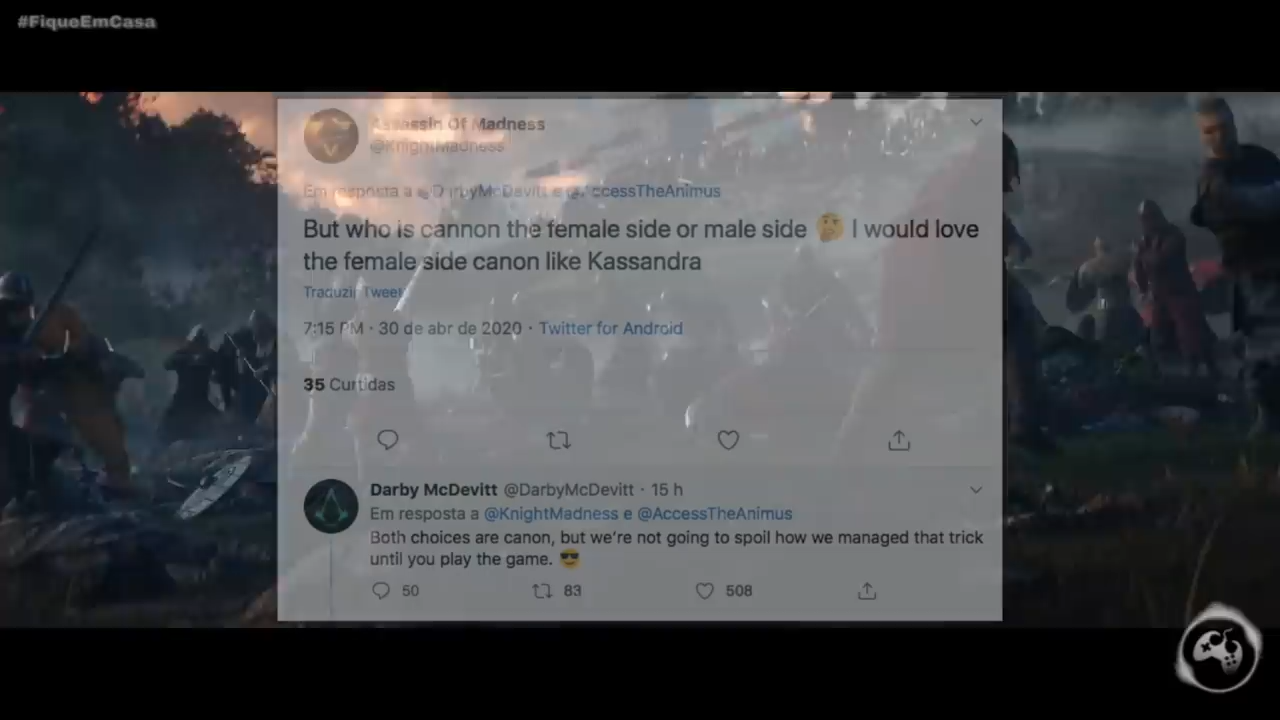 #FiqueEmCasa
Assassin Of Madness
@KnightMadness
Em resposta a @DarbyMcDevitt e @AccessTheAnimus
But who is cannon the female side or male side 🤔 I would love
the female side canon like Kassandra
Traduzir Tweet
7:15 PM · 30 de abr de 2020 · Twitter for Android
35 Curtidas
Darby McDevitt @DarbyMcDevitt · 15 h
Em resposta a @KnightMadness e @AccessTheAnimus
Both choices are canon, but we’re not going to spoil how we managed that trick
until you play the game. 😎
50 83 508